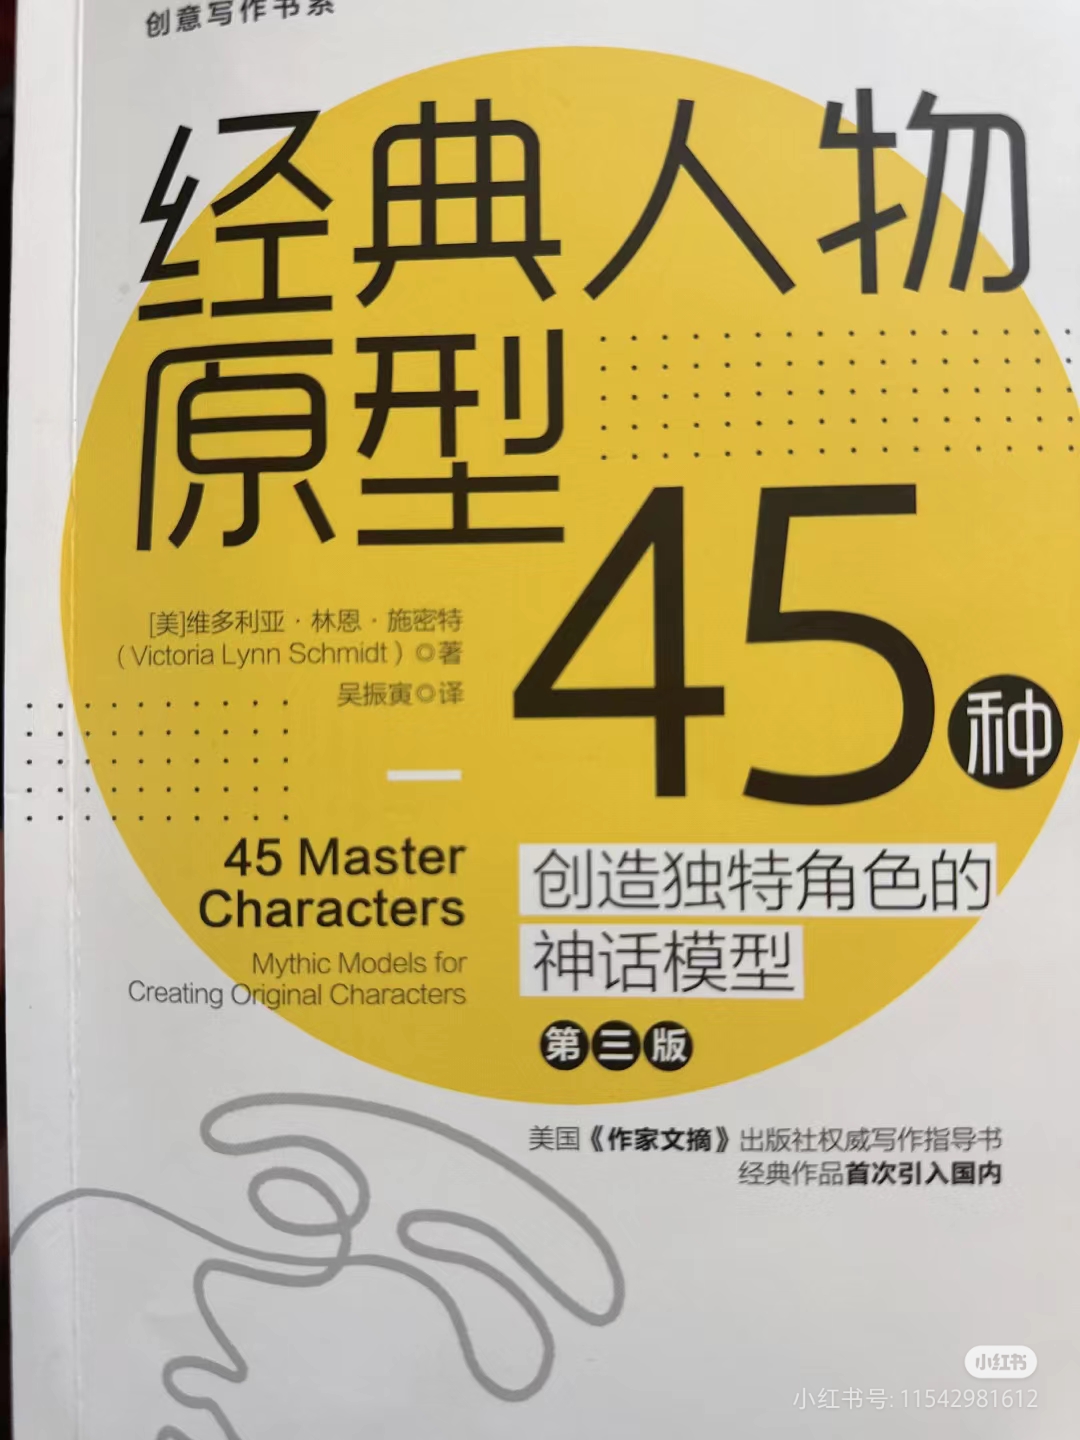 创意写作书系
经典人物
原型
45种
[美]维多利亚·林恩·施密特
(Victoria Lynn Schmidt) ◎著
吴振寅◎译
45 Master
Characters
Mythic Models for
Creating Original Characters
创造独特角色的
神话模型
第三版
美国《作家文摘》出版社权威写作指导书
经典作品首次引入国内
小红书
小红书号: 11542981612